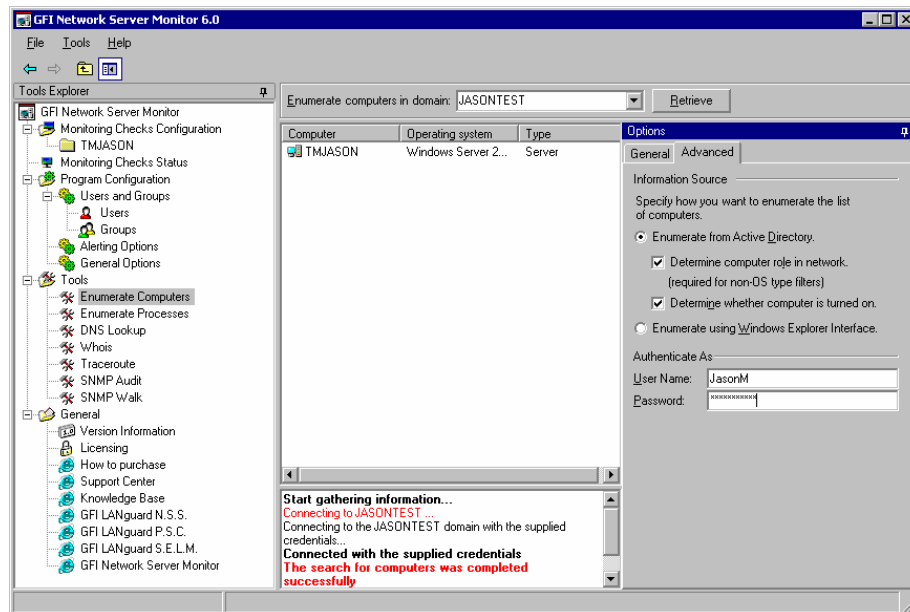 GFI Network Server Monitor 6.0
File Tools Help
Tools Explorer
GFI Network Server Monitor
Monitoring Checks Configuration
TMJASON
Monitoring Checks Status
Program Configuration
Users and Groups
Users
Groups
Alerting Options
General Options
Tools
Enumerate Computers
Enumerate Processes
DNS Lookup
Whois
Traceroute
SNMP Audit
SNMP Walk
General
Version Information
Licensing
How to purchase
Support Center
Knowledge Base
GFI LANguard N.S.S.
GFI LANguard P.S.C.
GFI LANguard S.E.L.M.
GFI Network Server Monitor
Enumerate computers in domain: JASONTEST Retrieve
Computer Operating system Type
TMJASON Windows Server 2... Server
Start gathering information...
Connecting to JASONTEST ...
Connecting to the JASONTEST domain with the supplied
credentials...
Connected with the supplied credentials
The search for computers was completed
successfully
Options
General Advanced
Information Source
Specify how you want to enumerate the list
of computers.
Enumerate from Active Directory.
Determine computer role in network.
(required for non-OS type filters)
Determine whether computer is turned on.
Enumerate using Windows Explorer Interface.
Authenticate As
User Name: JasonM
Password: ***********